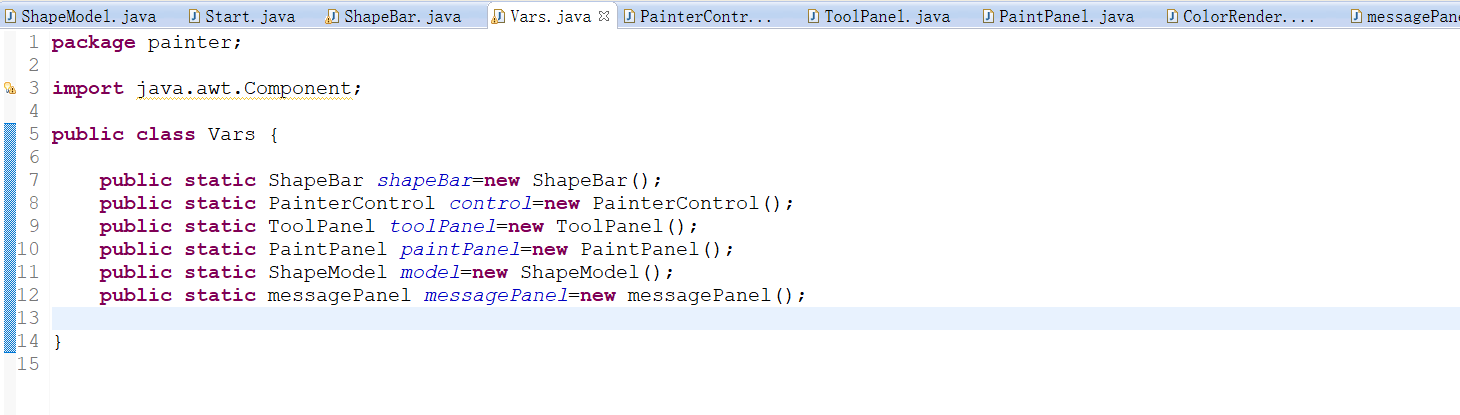 ShapeModel.java Start.java ShapeBar.java Vars.java PainterContr... ToolPanel.java PaintPanel.java ColorRender.... messagePane
1 package painter;
2
3 import java.awt.Component;
4
5 public class Vars {
6
7 public static ShapeBar shapeBar=new ShapeBar();
8 public static PainterControl control=new PainterControl();
9 public static ToolPanel toolPanel=new ToolPanel();
10 public static PaintPanel paintPanel=new PaintPanel();
11 public static ShapeModel model=new ShapeModel();
12 public static messagePanel messagePanel=new messagePanel();
13
14 }
15